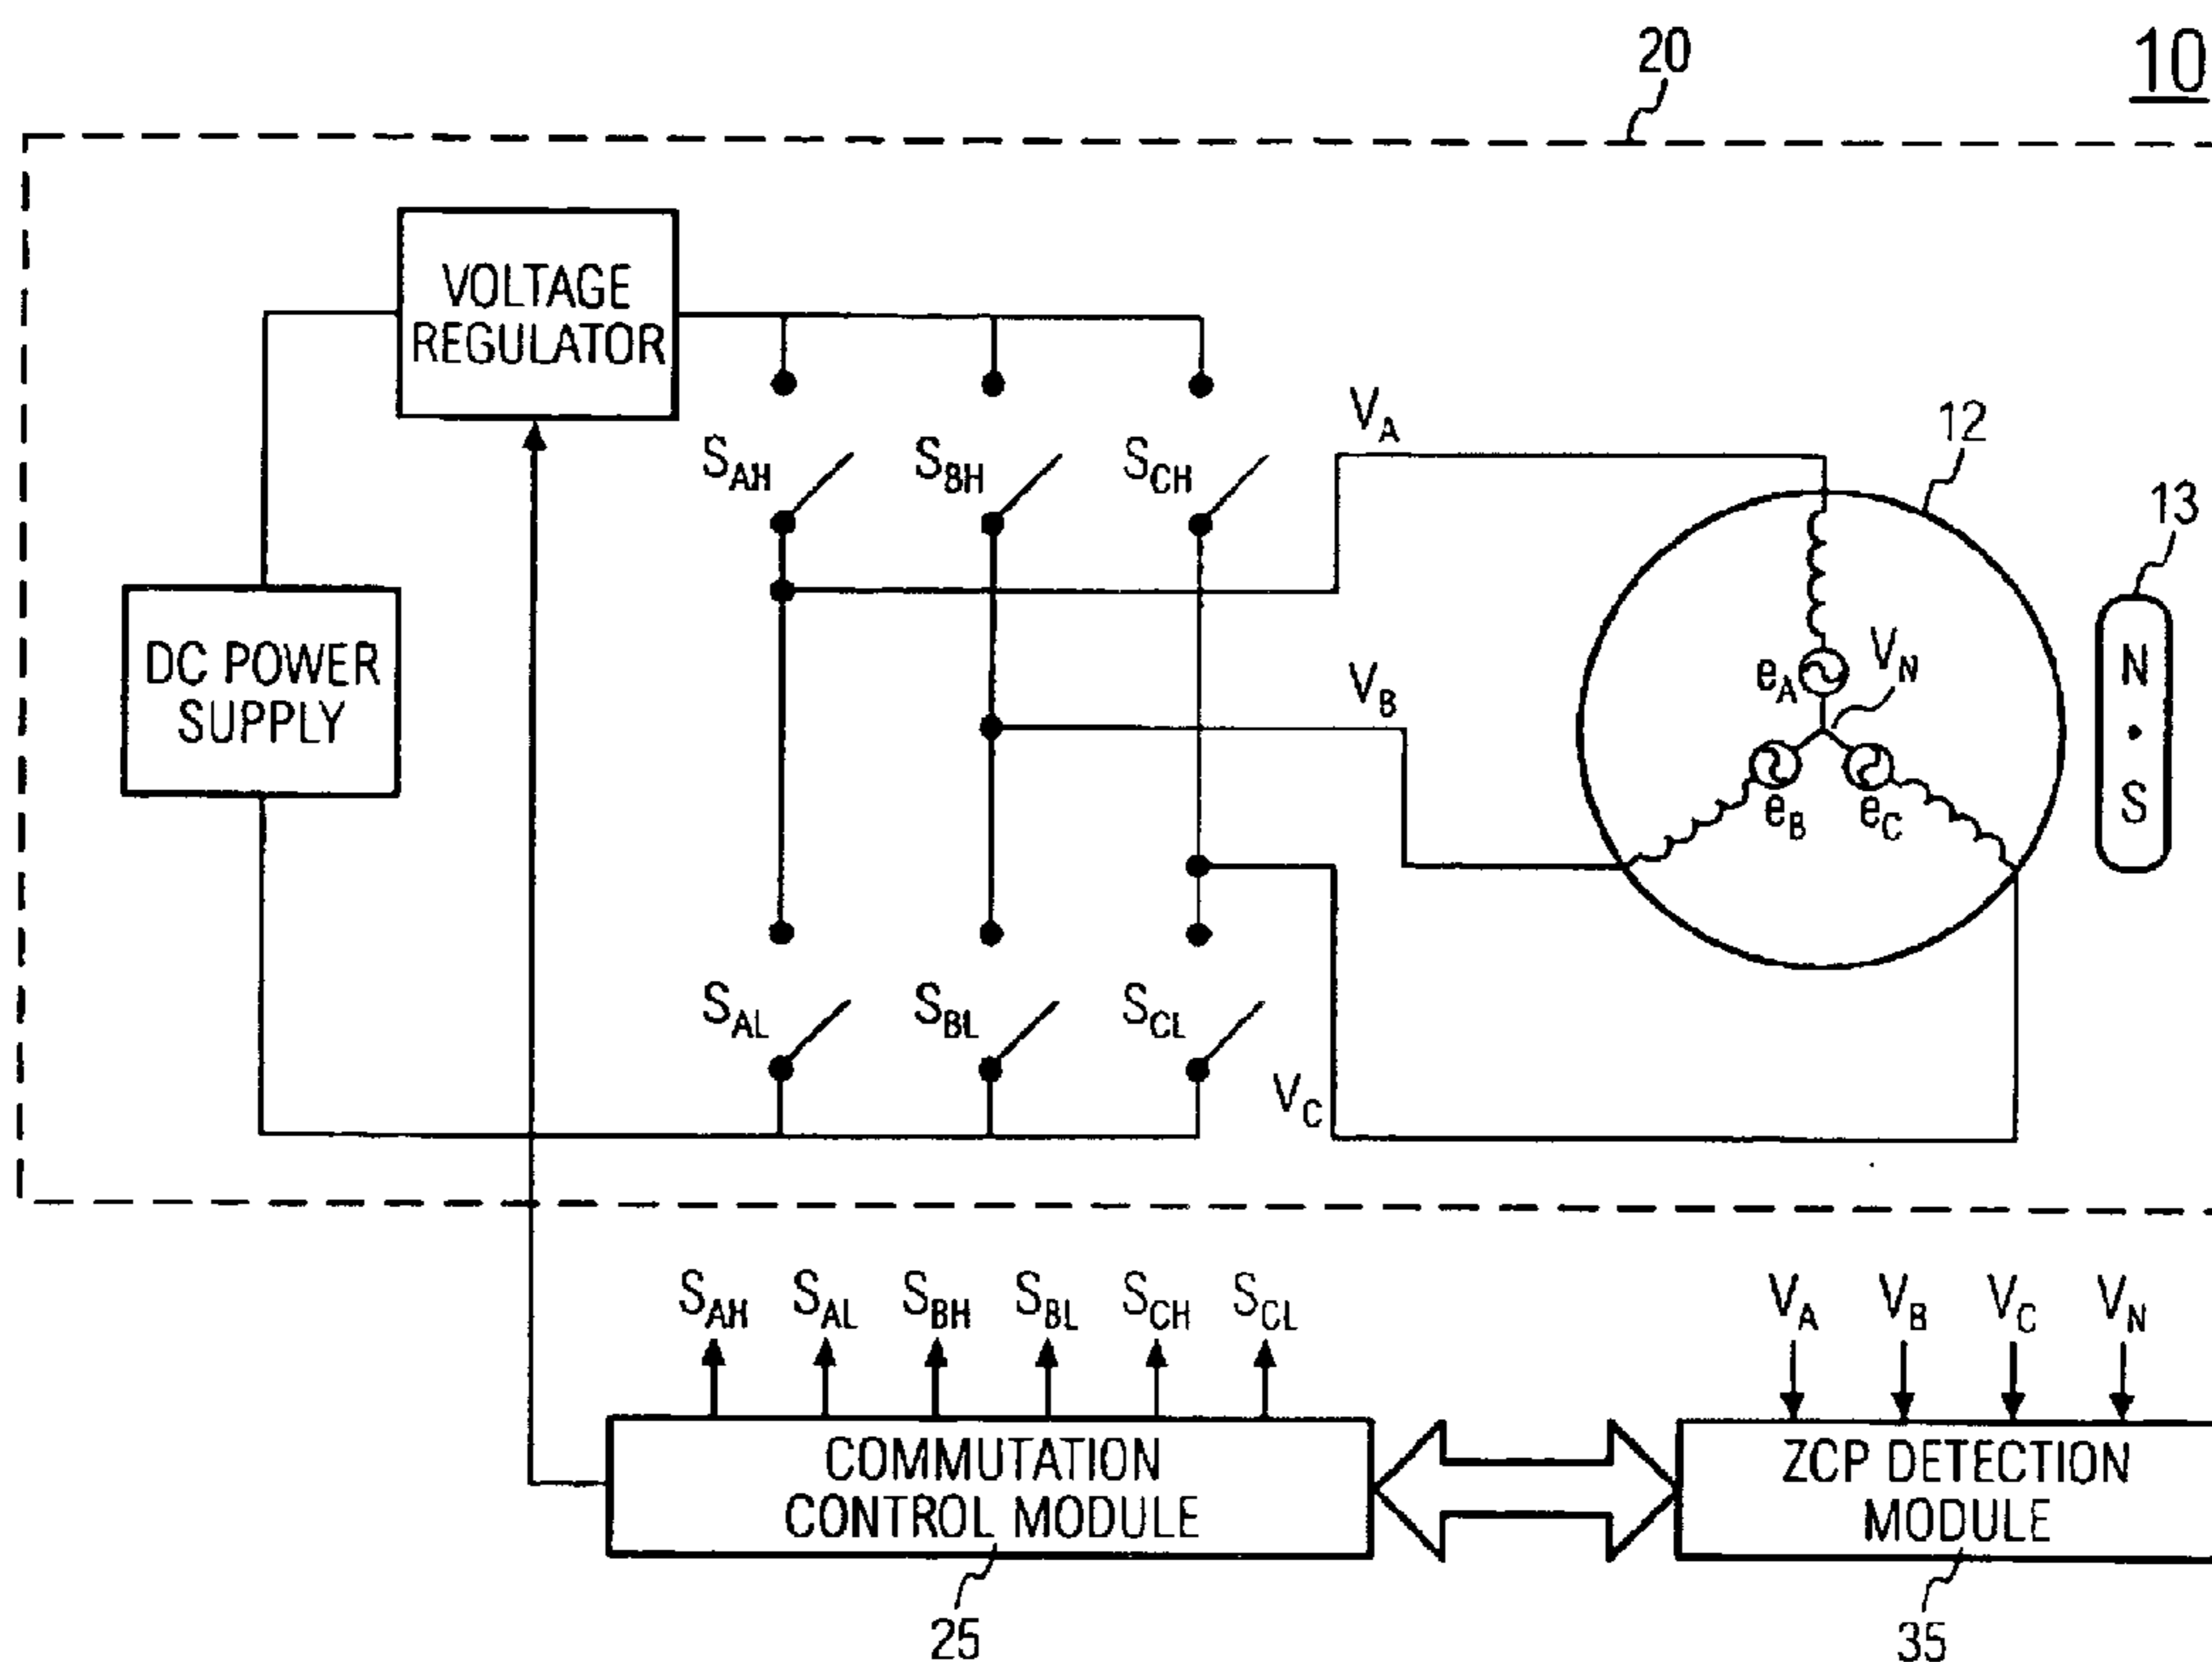 20
10
VOLTAGE
REGULATOR
V_A
12
S_AH S_BH S_CH
13
DC POWER
SUPPLY
V_B
e_A V_N
N
S
e_B e_C
S_AL S_BL S_CL
V_C
S_AH S_AL S_BH S_BL S_CH S_CL
V_A V_B V_C V_N
COMMUTATION
CONTROL MODULE
ZCP DETECTION
MODULE
25
35